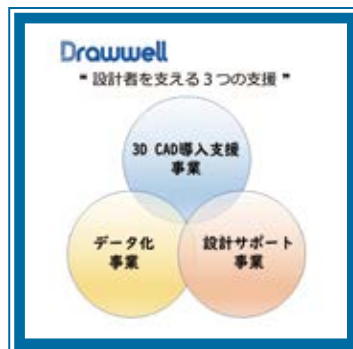 Drawwell
❝ 設計者を支える３つの支援 ❞
3D CAD導入支援
事業
データ化
事業
設計サポート
事業